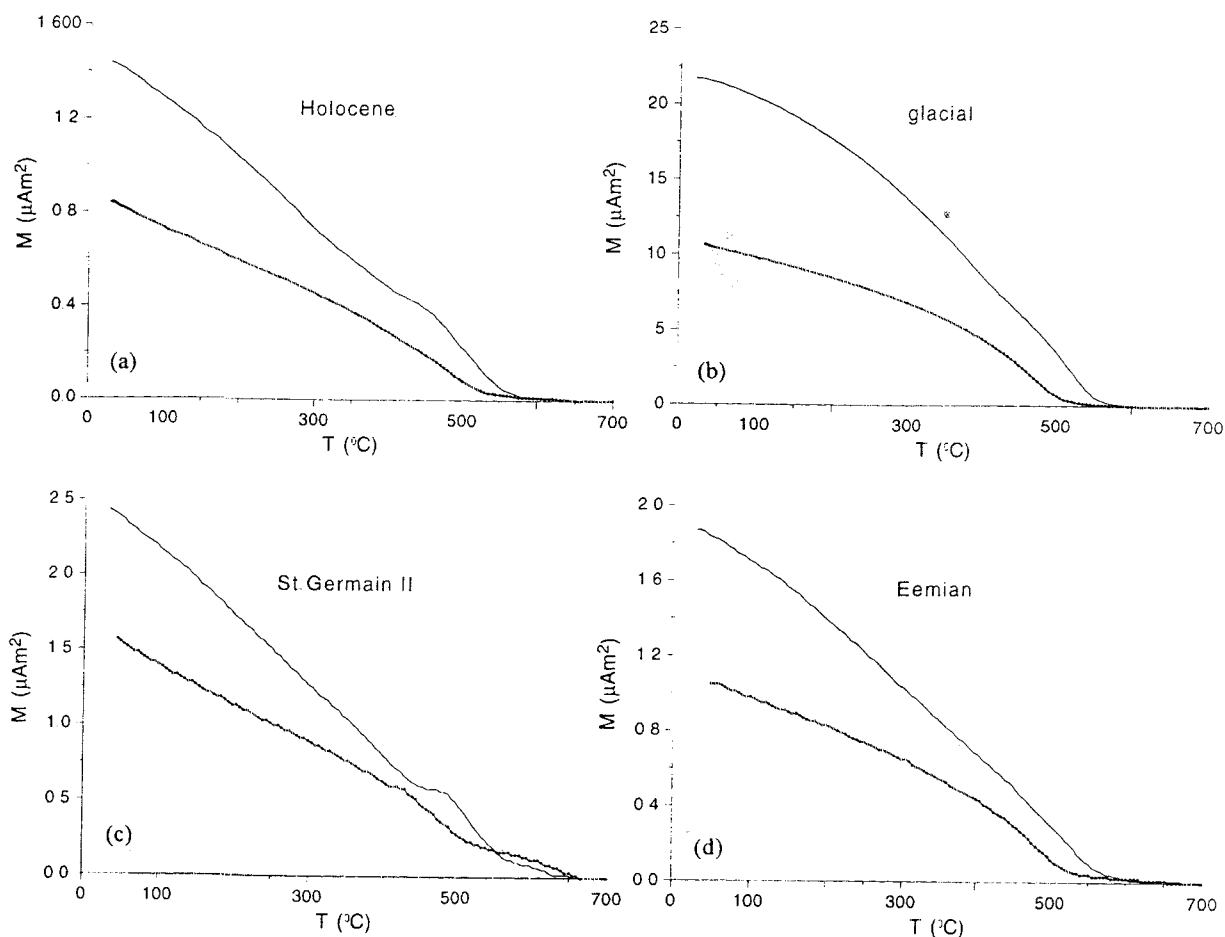 1 600
1.2
0.8
0.4
0.0
M (µAm²)
Holocene
(a)
0 100 300 500 700
T (°C)
25
20
15
10
5
0
M (µAm²)
glacial
(b)
0 100 300 500 700
T (°C)
2 5
2 0
1 5
1 0
0 5
0 0
M (µAm²)
St. Germain II
(c)
0 100 300 500 700
T (°C)
2 0
1 6
1.2
0 8
0 4
0.0
M (µAm²)
Eemian
(d)
0 100 300 500 700
T (°C)